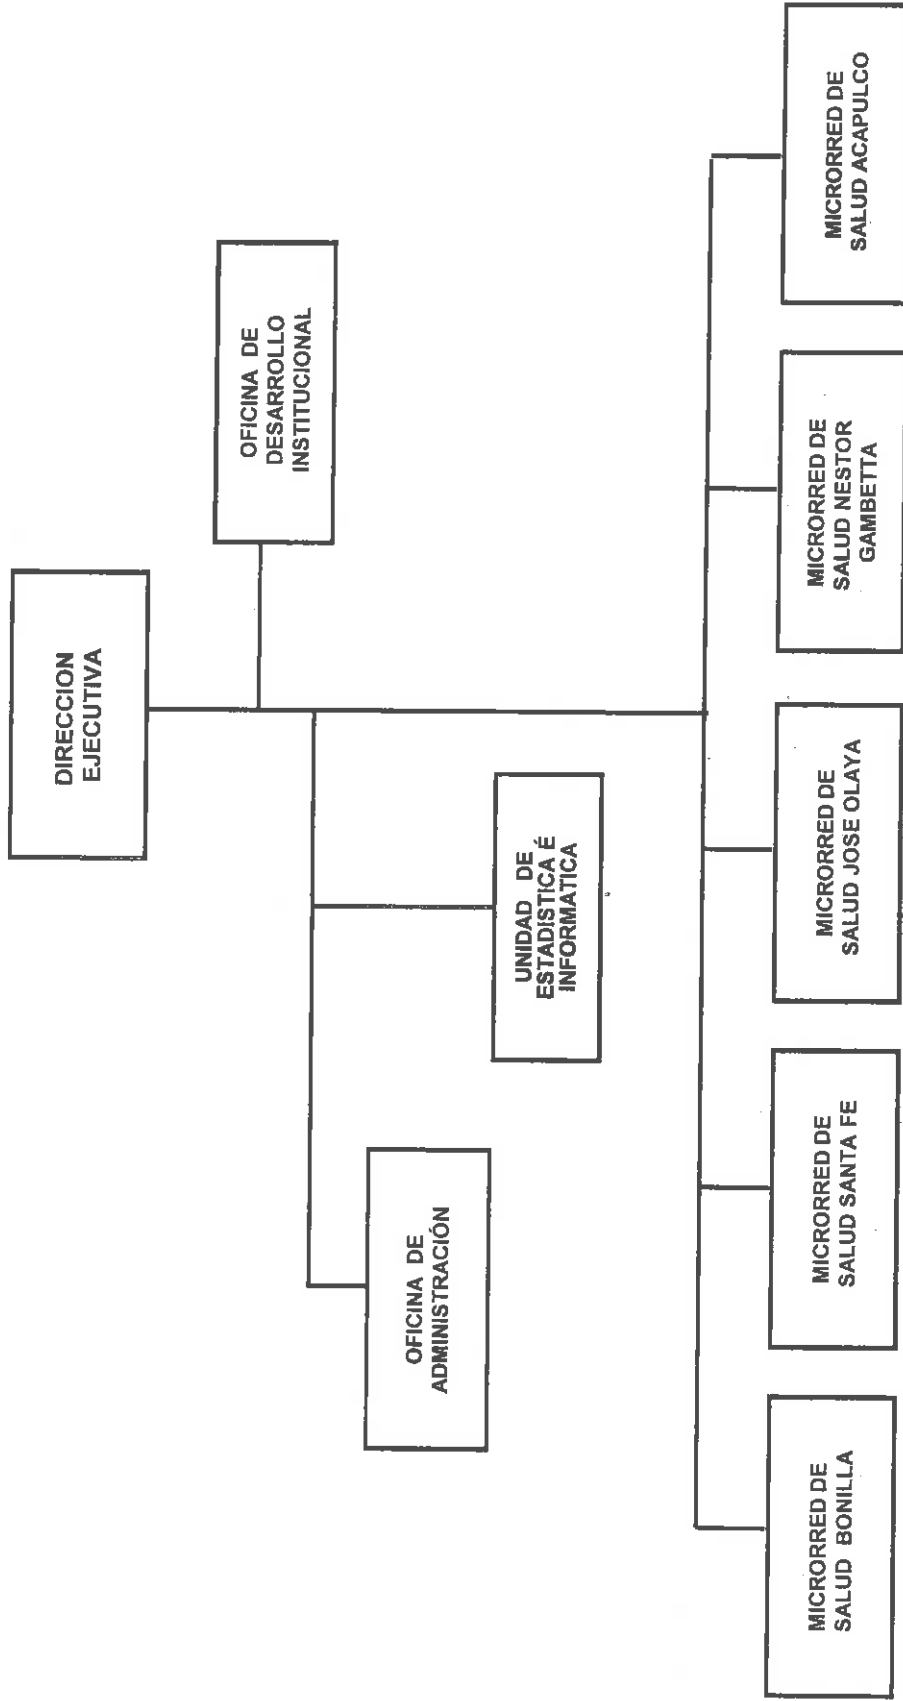 DIRECCION
EJECUTIVA
OFICINA DE
DESARROLLO
INSTITUCIONAL
OFICINA DE
ADMINISTRACIÓN
UNIDAD DE
ESTADISTICA É
INFORMATICA
MICRORRED DE
SALUD BONILLA
MICRORRED DE
SALUD SANTA FE
MICRORRED DE
SALUD JOSE OLAYA
MICRORRED DE
SALUD NESTOR
GAMBETTA
MICRORRED DE
SALUD ACAPULCO